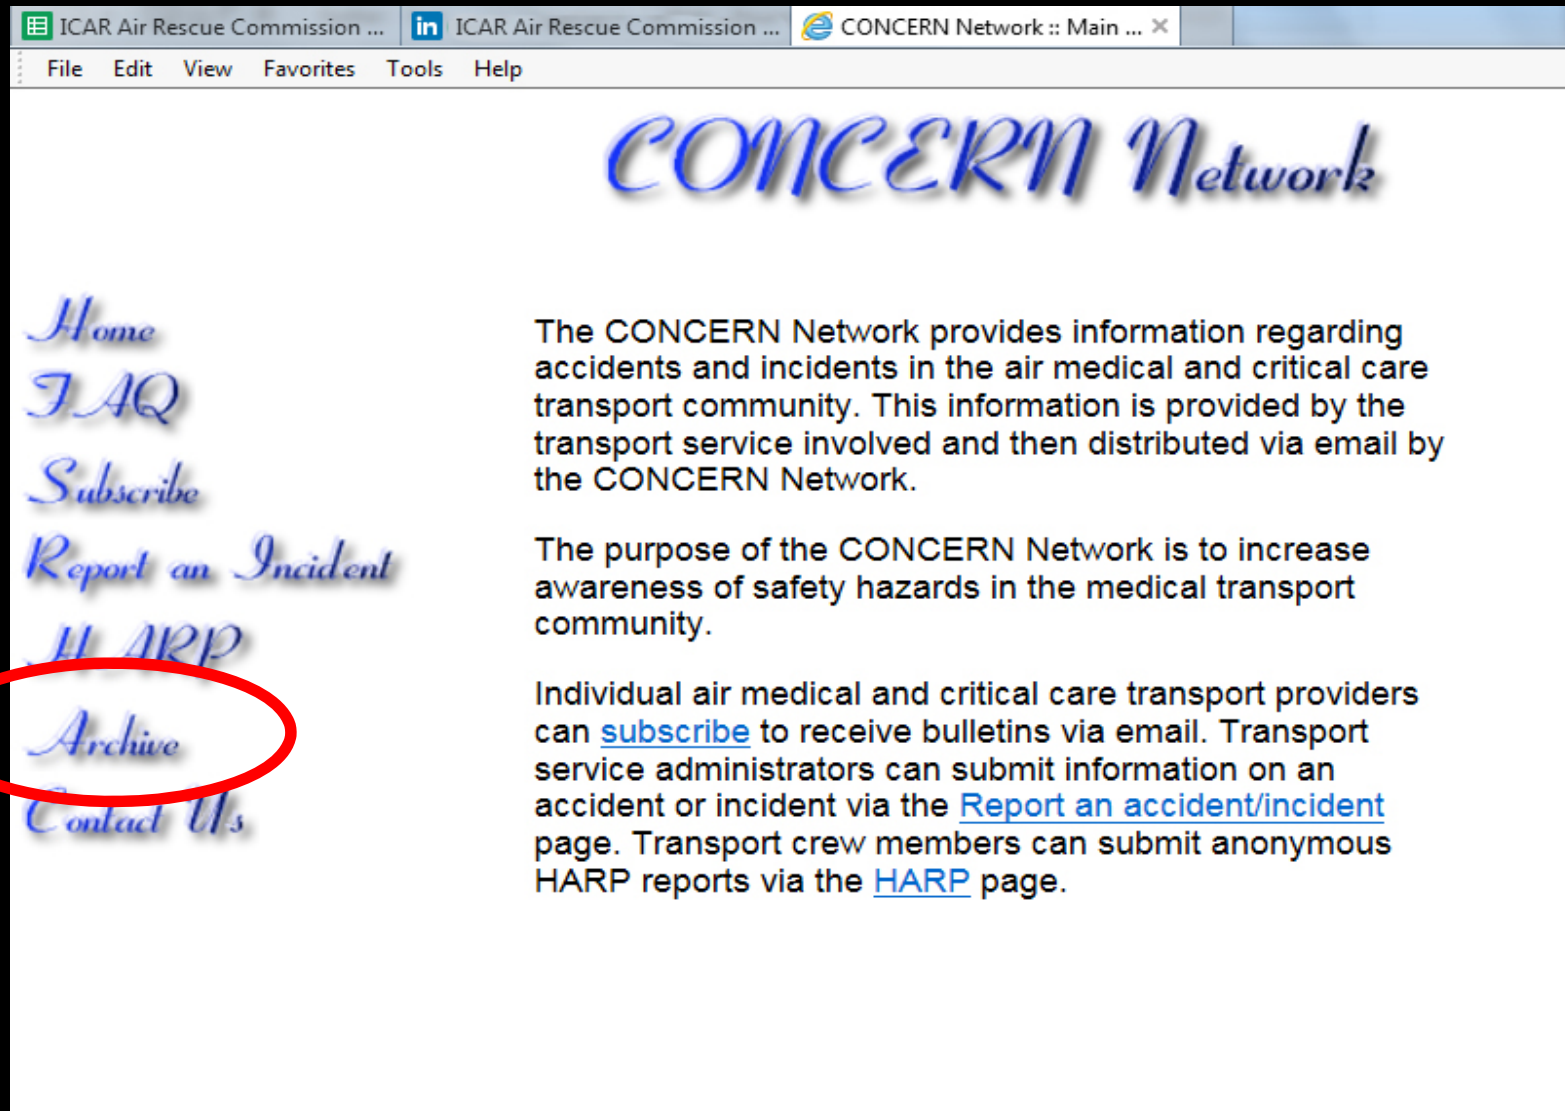 ICAR Air Rescue Commission ... ICAR Air Rescue Commission ... CONCERN Network :: Main ...
File Edit View Favorites Tools Help
CONCERN Network
Home
FAQ
Subscribe
Report an Incident
HARP
Archive
Contact Us
The CONCERN Network provides information regarding
accidents and incidents in the air medical and critical care
transport community. This information is provided by the
transport service involved and then distributed via email by
the CONCERN Network.
The purpose of the CONCERN Network is to increase
awareness of safety hazards in the medical transport
community.
Individual air medical and critical care transport providers
can subscribe to receive bulletins via email. Transport
service administrators can submit information on an
accident or incident via the Report an accident/incident
page. Transport crew members can submit anonymous
HARP reports via the HARP page.